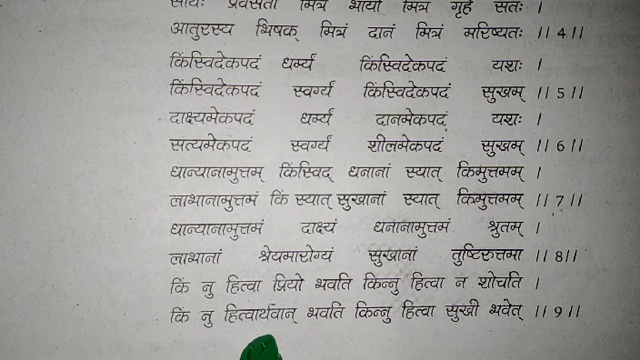 सार्थः प्रवसतो मित्रं भार्या मित्रं गृहे सतः ।
आतुरस्य भिषक् मित्रं दानं मित्रं मरिष्यतः ।। 4 ।।
किंस्विदेकपदं धर्म्यं किंस्विदेकपदं यशः ।
किंस्विदेकपदं स्वर्ग्यं किंस्विदेकपदं सुखम् ।। 5 ।।
दाक्ष्यमेकपदं धर्म्यं दानमेकपदं यशः ।
सत्यमेकपदं स्वर्ग्यं शीलमेकपदं सुखम् ।। 6 ।।
धान्यानामुत्तमम् किंस्विद् धनानां स्यात् किमुत्तमम् ।
लाभानामुत्तमं किं स्यात् सुखानां स्यात् किमुत्तमम् ।। 7 ।।
धान्यानामुत्तमं दाक्ष्यं धनानामुत्तमं श्रुतम् ।
लाभानां श्रेयमारोग्यं सुखानां तुष्टिरुत्तमा ।। 8।।
किं नु हित्वा प्रियो भवति किन्नु हित्वा न शोचति ।
किं नु हित्वार्थवान् भवति किन्नु हित्वा सुखी भवेत् ।। 9 ।।